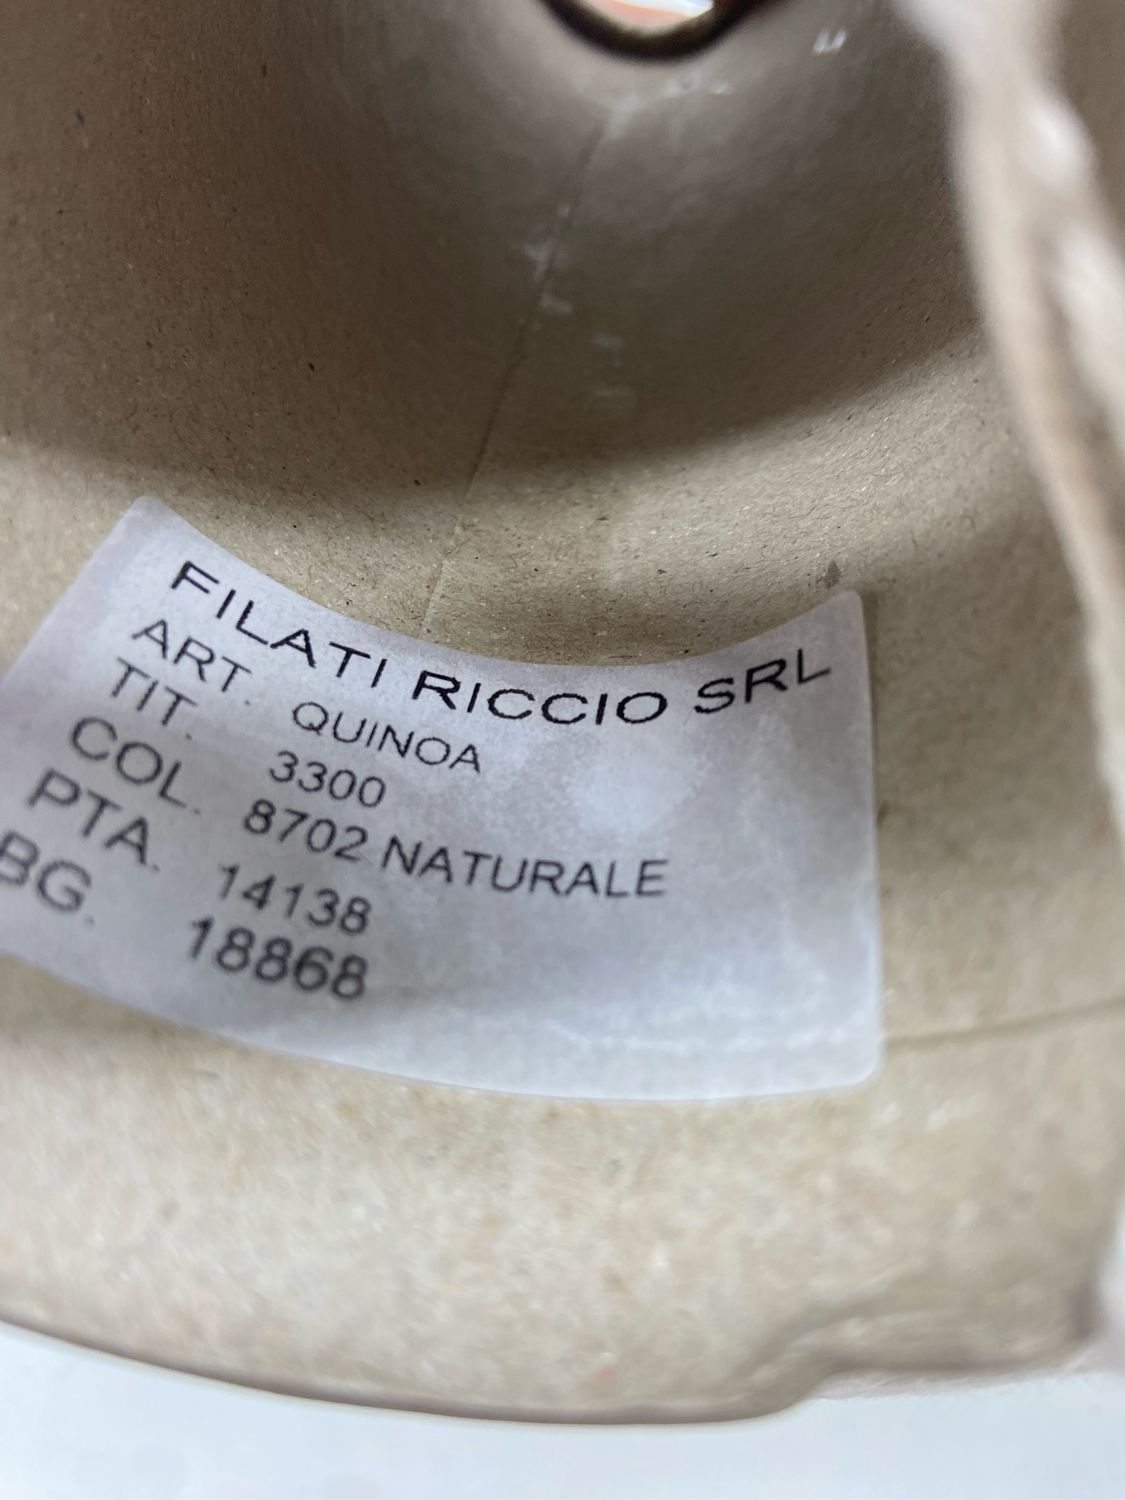 FILATI RICCIO SRL
ART. QUINOA
TIT. 3300
COL. 8702 NATURALE
PTA. 14138
BG. 18868